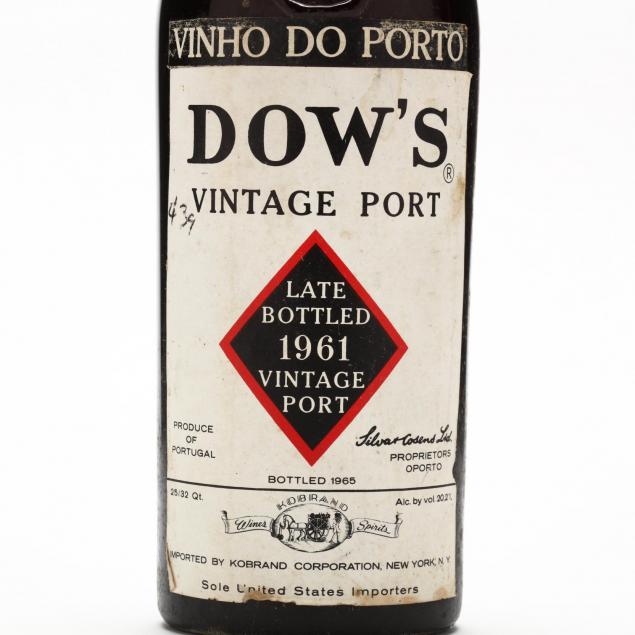 VINHO DO PORTO
DOW'S
®
VINTAGE PORT
439
LATE
BOTTLED
1961
VINTAGE
PORT
PRODUCE
OF
PORTUGAL
Silva & Cosens Ltd.
PROPRIETORS
OPORTO
BOTTLED 1965
25/32 Qt.
Alc. by vol. 20,2%
KOBRAND
Wines Spirits
IMPORTED BY KOBRAND CORPORATION, NEW YORK, N.Y.
Sole United States Importers